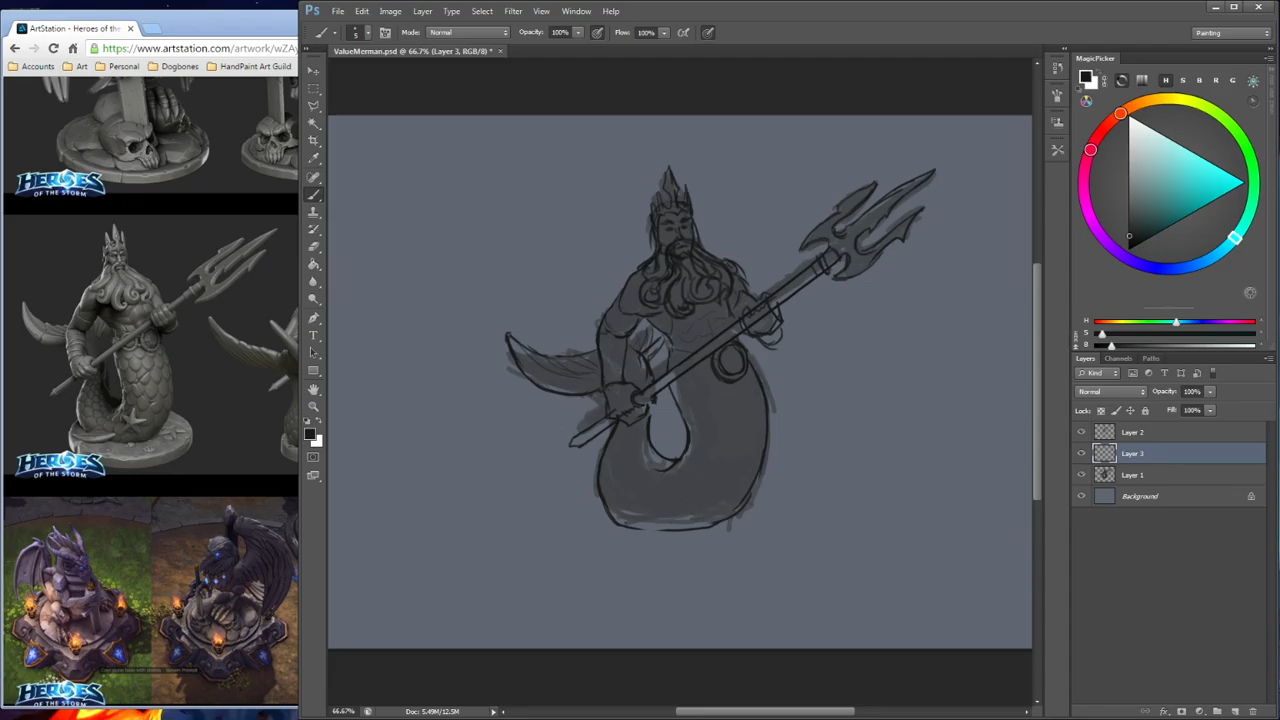 ArtStation - Heroes of the
https://www.artstation.com/artwork/wZA
Accounts
Art
Personal
Dogbones
HandPaint Art Guild
HEROES
OF THE STORM
HEROES
OF THE STORM
HEROES
OF THE STORM
Ps
File
Edit
Image
Layer
Type
Select
Filter
View
Window
Help
5
Mode:
Normal
Opacity:
100%
Flow:
100%
Painting
ValueMerman.psd @ 66.7% (Layer 3, RGB/8) *
66.67%
Doc: 5.49M/12.5M
MagicPicker
H
S
B
R
G
H
S
B
Layers
Channels
Paths
Kind
Normal
Opacity:
100%
Locks:
Fill:
100%
Layer 2
Layer 3
Layer 1
Background